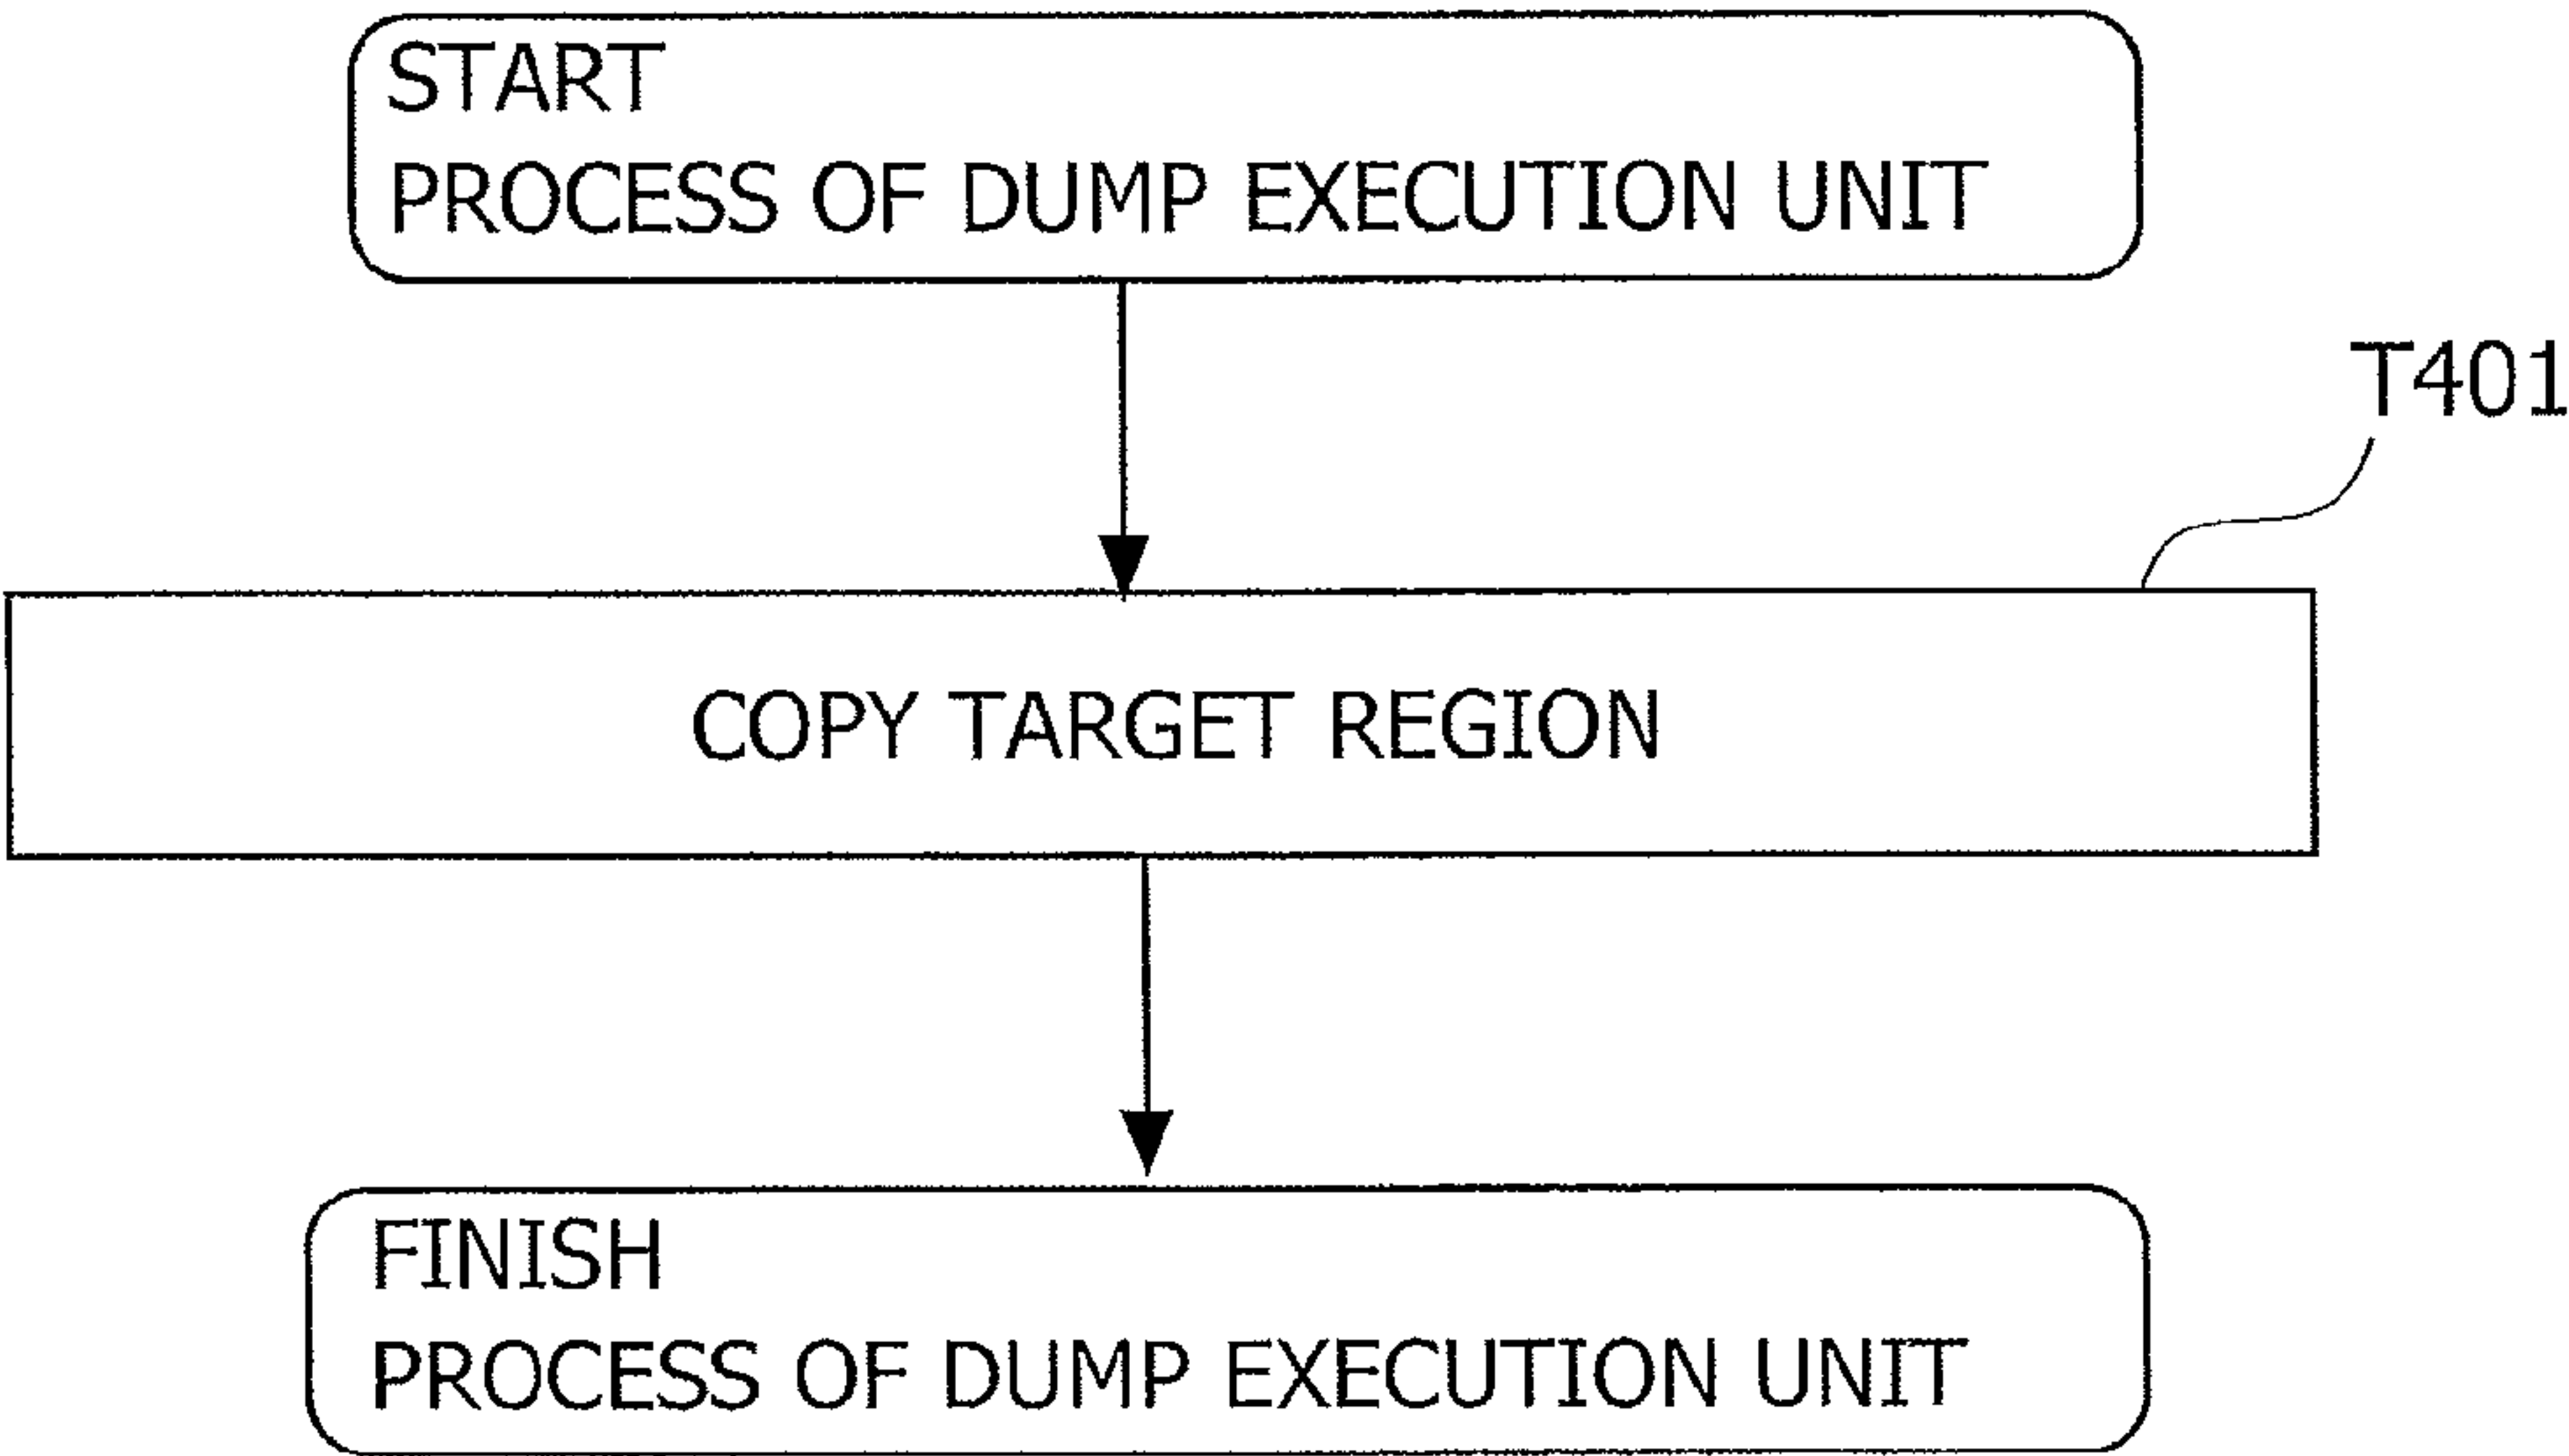 START
PROCESS OF DUMP EXECUTION UNIT
T401
COPY TARGET REGION
FINISH
PROCESS OF DUMP EXECUTION UNIT